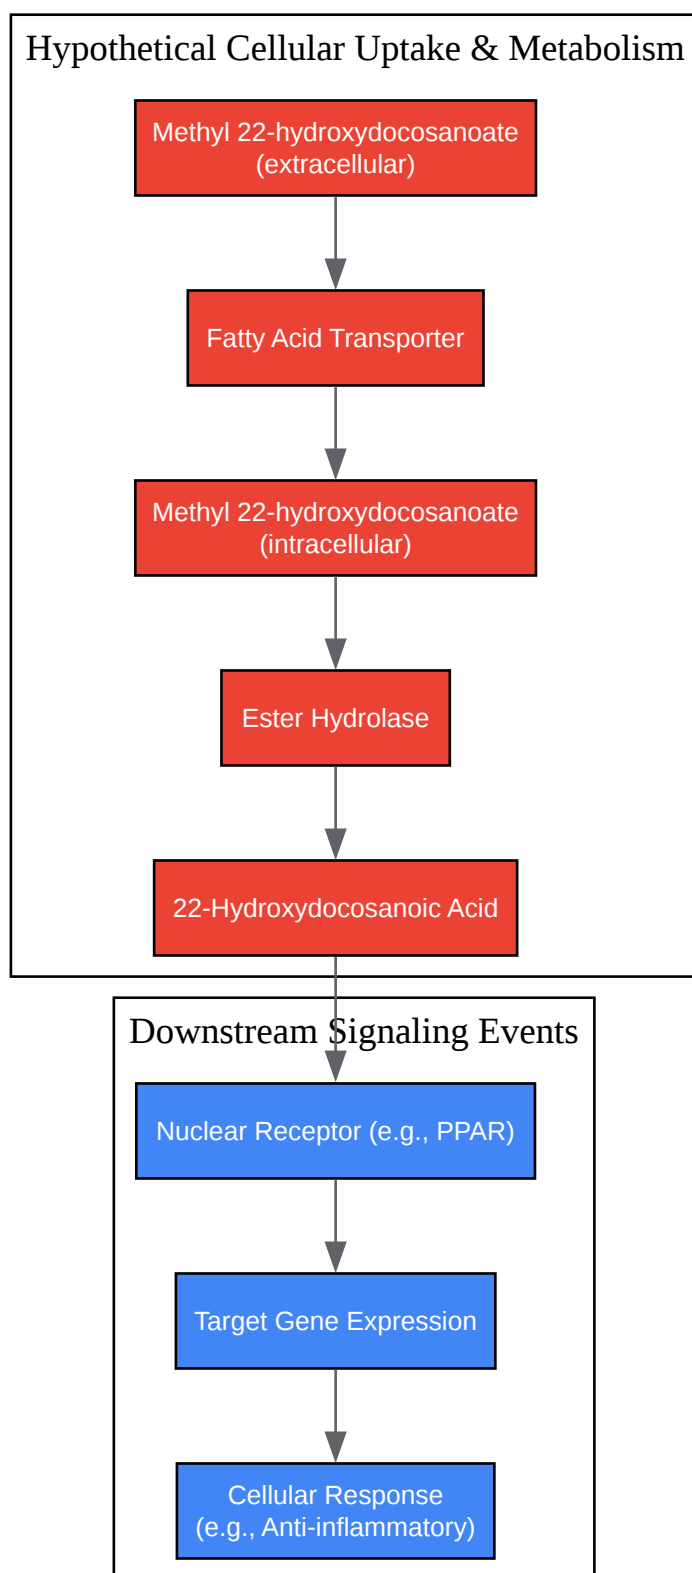 Hypothetical Cellular Uptake & Metabolism
Methyl 22-hydroxydocosanoate
(extracellular)
Fatty Acid Transporter
Methyl 22-hydroxydocosanoate
(intracellular)
Ester Hydrolase
22-Hydroxydocosanoic Acid
Downstream Signaling Events
Nuclear Receptor (e.g., PPAR)
Target Gene Expression
Cellular Response
(e.g., Anti-inflammatory)